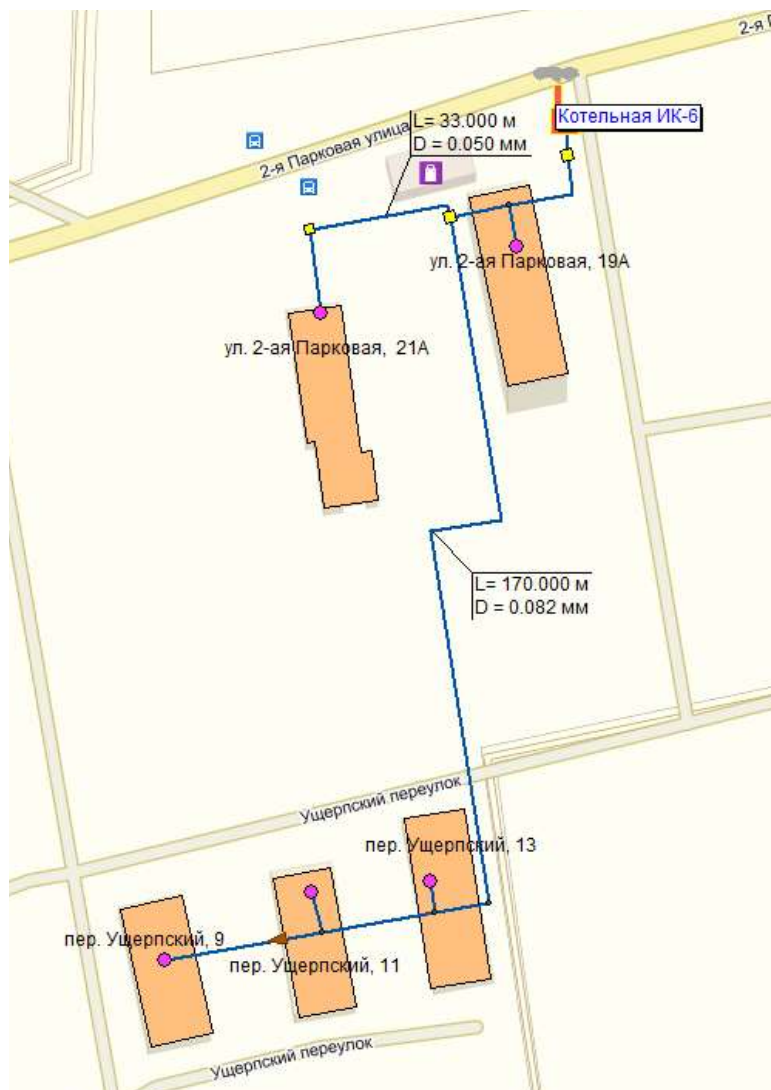 2-я П
Котельная ИК-6
L= 33.000 м
D = 0.050 мм
2-я Парковая улица
ул. 2-ая Парковая, 19А
ул. 2-ая Парковая, 21А
L= 170.000 м
D = 0.082 мм
Ущерпский переулок
пер. Ущерпский, 13
пер. Ущерпский, 9
пер. Ущерпский, 11
Ущерпский переулок